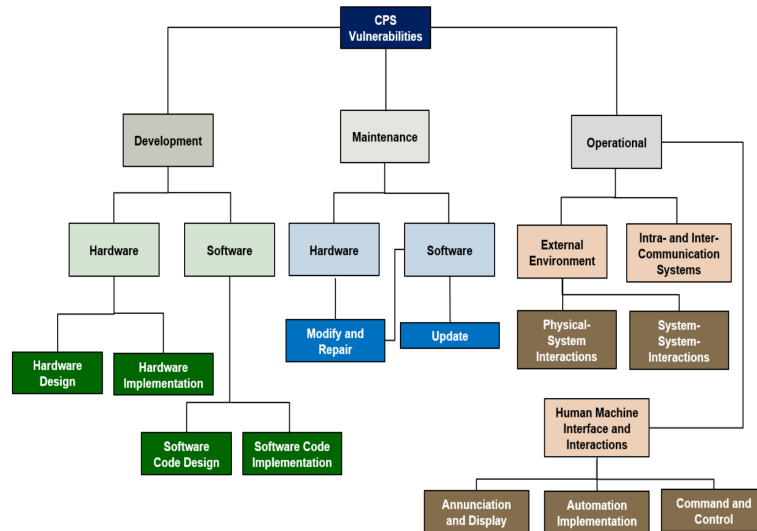 CPS
Vulnerabilities
Development
Maintenance
Operational
Hardware
Software
Hardware
Software
External
Environment
Intra- and Inter-
Communication
Systems
Modify and
Repair
Update
Physical-
System
Interactions
System-
System-
Interactions
Hardware
Design
Hardware
Implementation
Software
Code Design
Software Code
Implementation
Human Machine
Interface and
Interactions
Annunciation
and Display
Automation
Implementation
Command and
Control